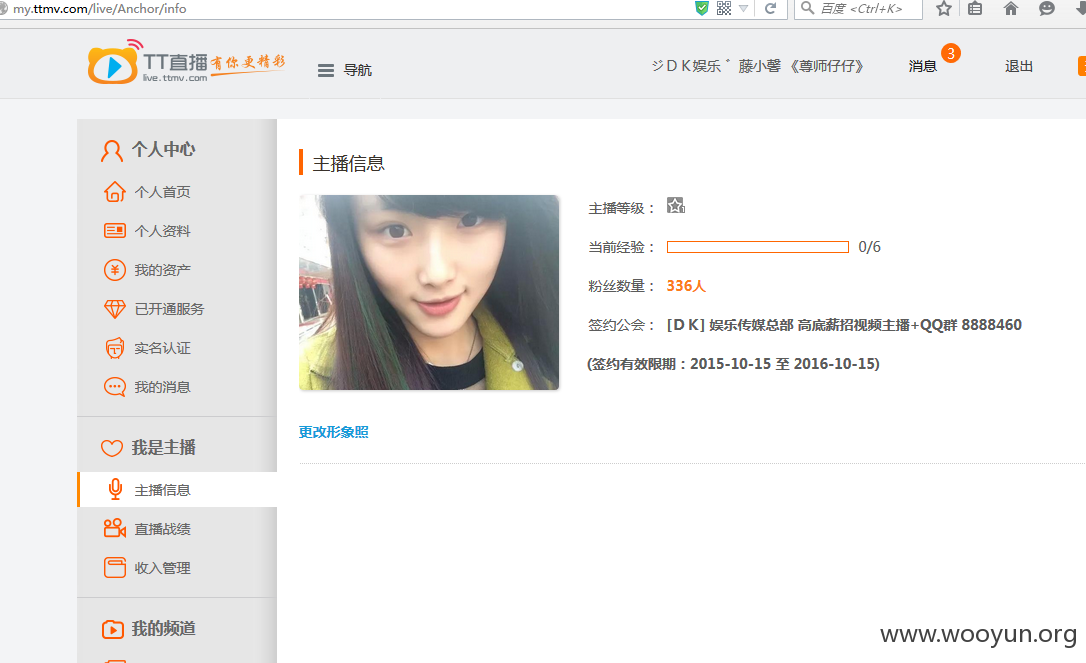 my.ttmv.com/live/Anchor/info
百度 <Ctrl+K>
TT直播
live.ttmv.com
有你更精彩
导航
ジＤＫ娱乐゛藤小馨《尊师仔仔》
消息
3
退出
个人中心
个人首页
个人资料
我的资产
已开通服务
实名认证
我的消息
我是主播
主播信息
直播战绩
收入管理
我的频道
主播信息
主播等级：
当前经验： 0/6
粉丝数量： 336人
签约公会： [ＤＫ] 娱乐传媒总部 高底薪招视频主播+QQ群 8888460
(签约有效限期：2015-10-15 至 2016-10-15)
更改形象照
www.wooyun.org